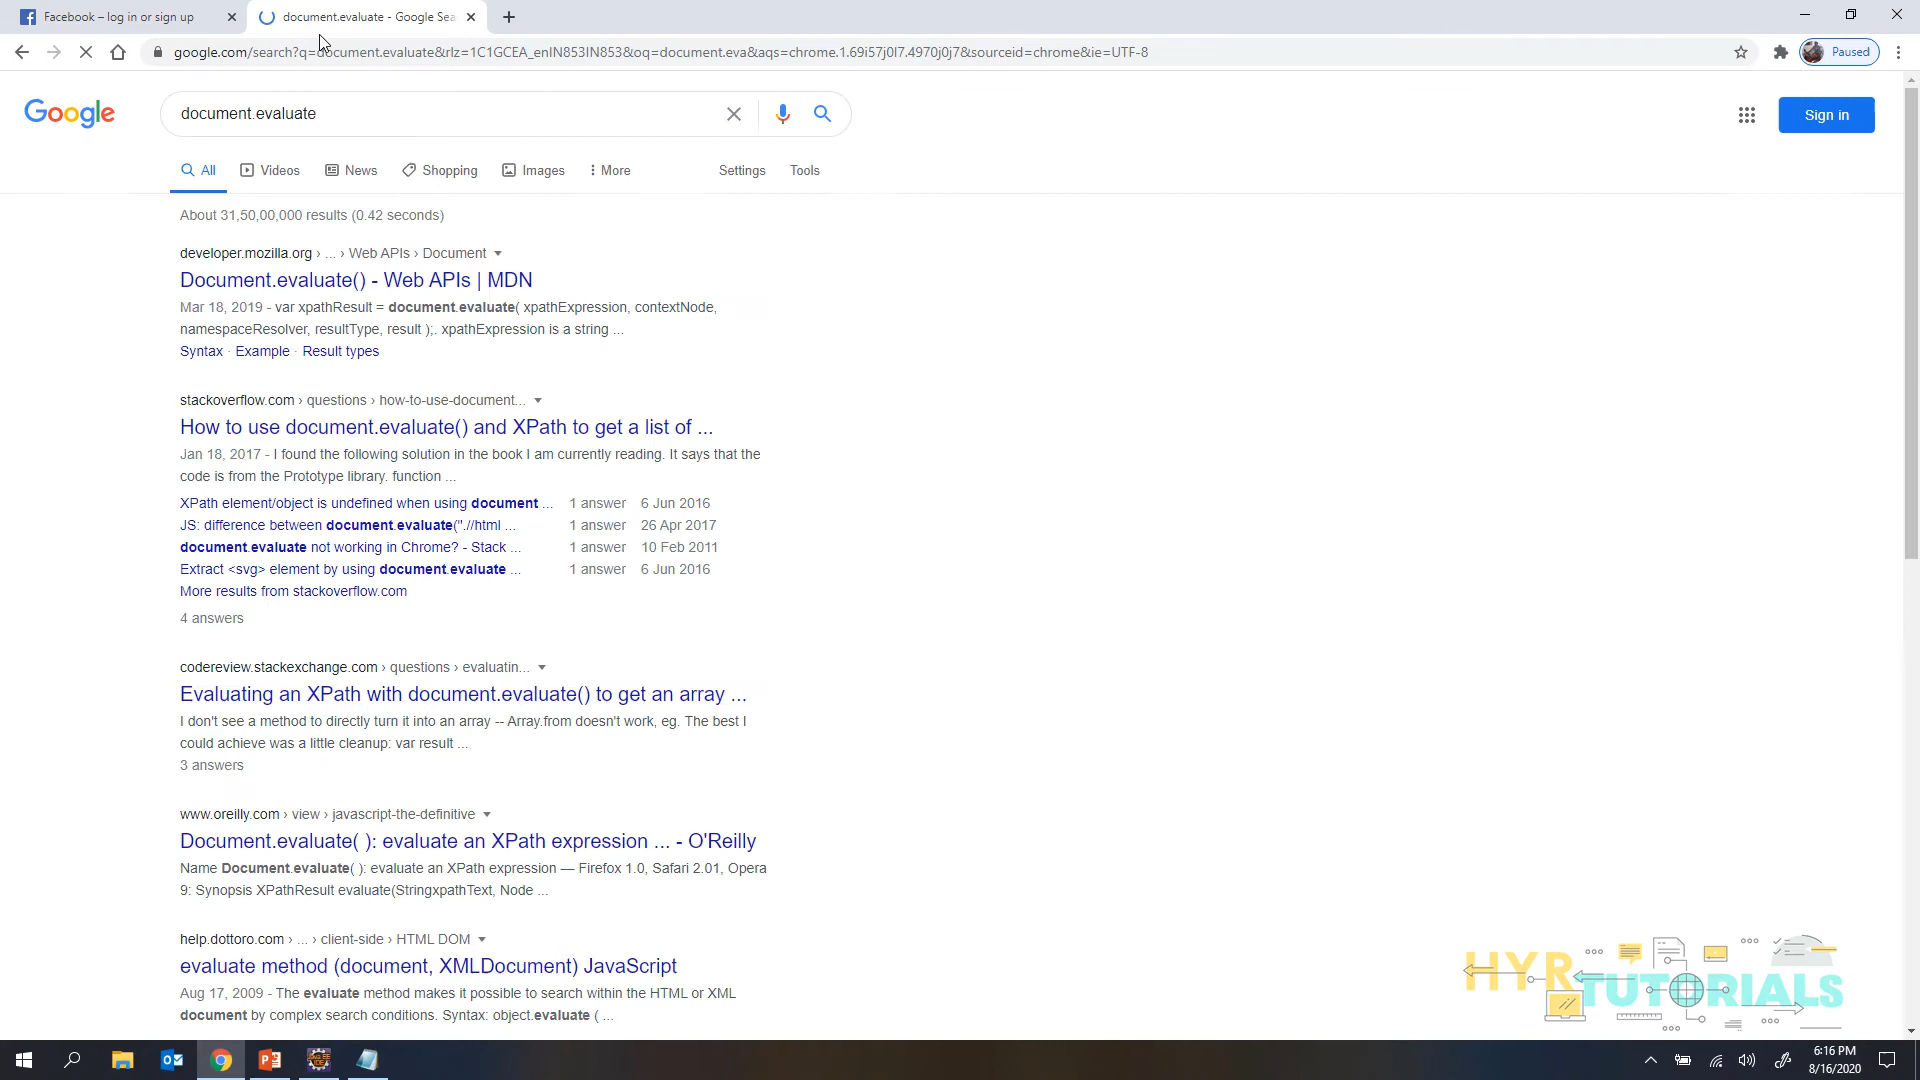 Facebook – log in or sign up
document.evaluate - Google Sea
google.com/search?q=document.evaluate&rlz=1C1GCEA_enIN853IN853&oq=document.eva&aqs=chrome.1.69i57j0l7.4970j0j7&sourceid=chrome&ie=UTF-8
Paused
Google
document.evaluate
Sign in
All
Videos
News
Shopping
Images
More
Settings
Tools
About 31,50,00,000 results (0.42 seconds)
developer.mozilla.org › ... › Web APIs › Document
Document.evaluate() - Web APIs | MDN
Mar 18, 2019 - var xpathResult = document.evaluate( xpathExpression, contextNode,
namespaceResolver, resultType, result );. xpathExpression is a string ...
Syntax · Example · Result types
stackoverflow.com › questions › how-to-use-document...
How to use document.evaluate() and XPath to get a list of ...
Jan 18, 2017 - I found the following solution in the book I am currently reading. It says that the
code is from the Prototype library. function ...
XPath element/object is undefined when using document ... 1 answer 6 Jun 2016
JS: difference between document.evaluate(".//html ... 1 answer 26 Apr 2017
document.evaluate not working in Chrome? - Stack ... 1 answer 10 Feb 2011
Extract <svg> element by using document.evaluate ... 1 answer 6 Jun 2016
More results from stackoverflow.com
4 answers
codereview.stackexchange.com › questions › evaluatin...
Evaluating an XPath with document.evaluate() to get an array ...
I don't see a method to directly turn it into an array -- Array.from doesn't work, eg. The best I
could achieve was a little cleanup: var result ...
3 answers
www.oreilly.com › view › javascript-the-definitive
Document.evaluate( ): evaluate an XPath expression ... - O'Reilly
Name Document.evaluate( ): evaluate an XPath expression — Firefox 1.0, Safari 2.01, Opera
9: Synopsis XPathResult evaluate(StringxpathText, Node ...
help.dottoro.com › ... › client-side › HTML DOM
evaluate method (document, XMLDocument) JavaScript
Aug 17, 2009 - The evaluate method makes it possible to search within the HTML or XML
document by complex search conditions. Syntax: object.evaluate ( ...
HYR TUTORIALS
6:16 PM
8/16/2020